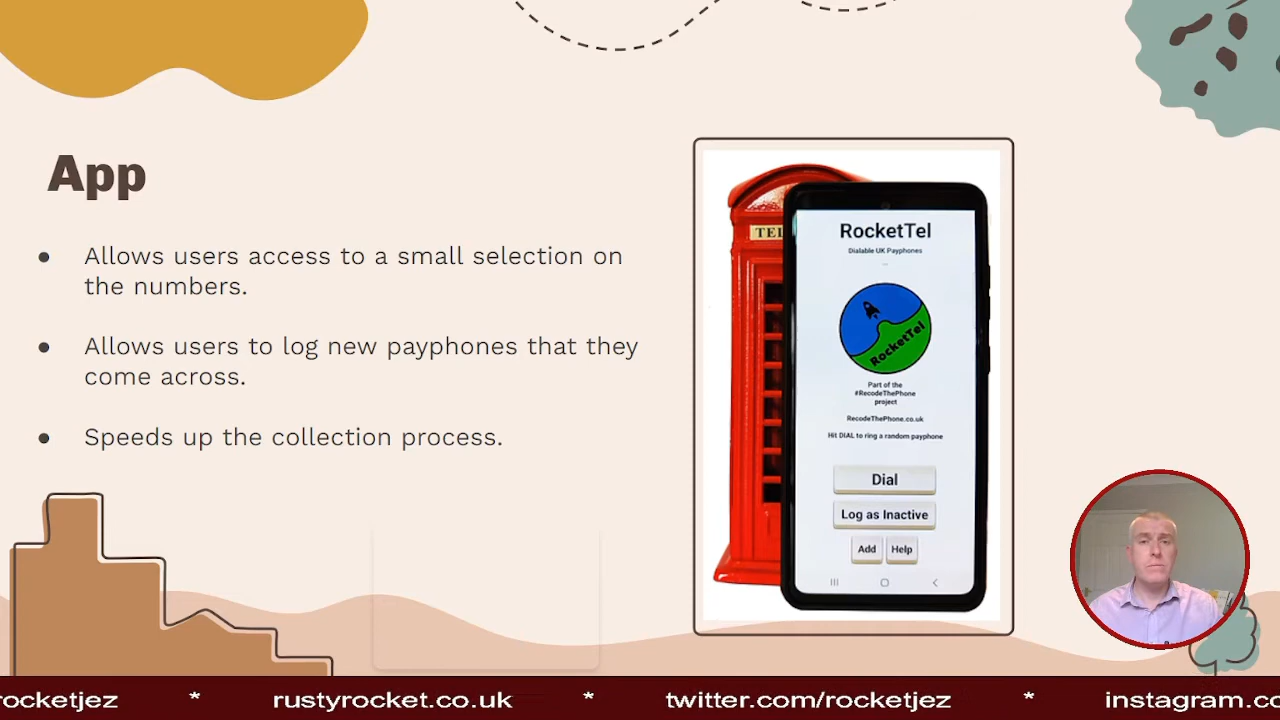 App
Allows users access to a small selection on
the numbers.
Allows users to log new payphones that they
come across.
Speeds up the collection process.
TEL
RocketTel
Dialable UK Payphones
RocketTel
Part of the
#RecodeThePhone
project
RecodeThePhone.co.uk
Hit DIAL to ring a random payphone
Dial
Log as Inactive
Add Help
rocketjez * rustyrocket.co.uk * twitter.com/rocketjez * instagram.co